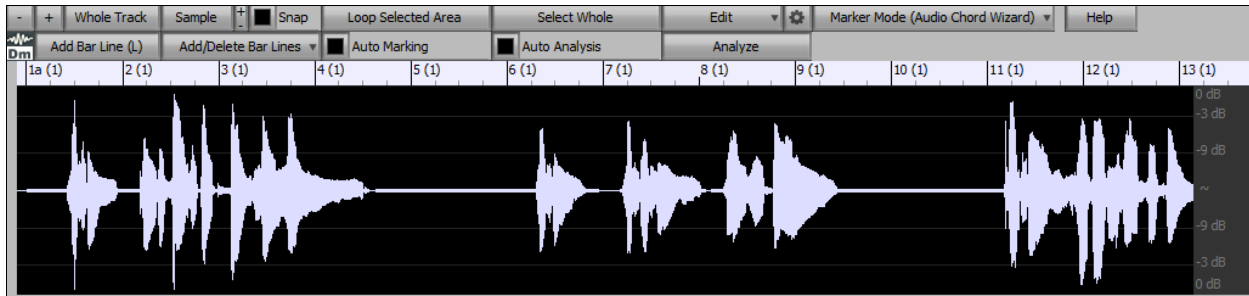 - + Whole Track Sample + - Snap Loop Selected Area Select Whole Edit Marker Mode (Audio Chord Wizard) Help
Dm Add Bar Line (L) Add/Delete Bar Lines Auto Marking Auto Analysis Analyze
1a (1) 2 (1) 3 (1) 4 (1) 5 (1) 6 (1) 7 (1) 8 (1) 9 (1) 10 (1) 11 (1) 12 (1) 13 (1)
0 dB
-3 dB
-9 dB
~
-9 dB
-3 dB
0 dB